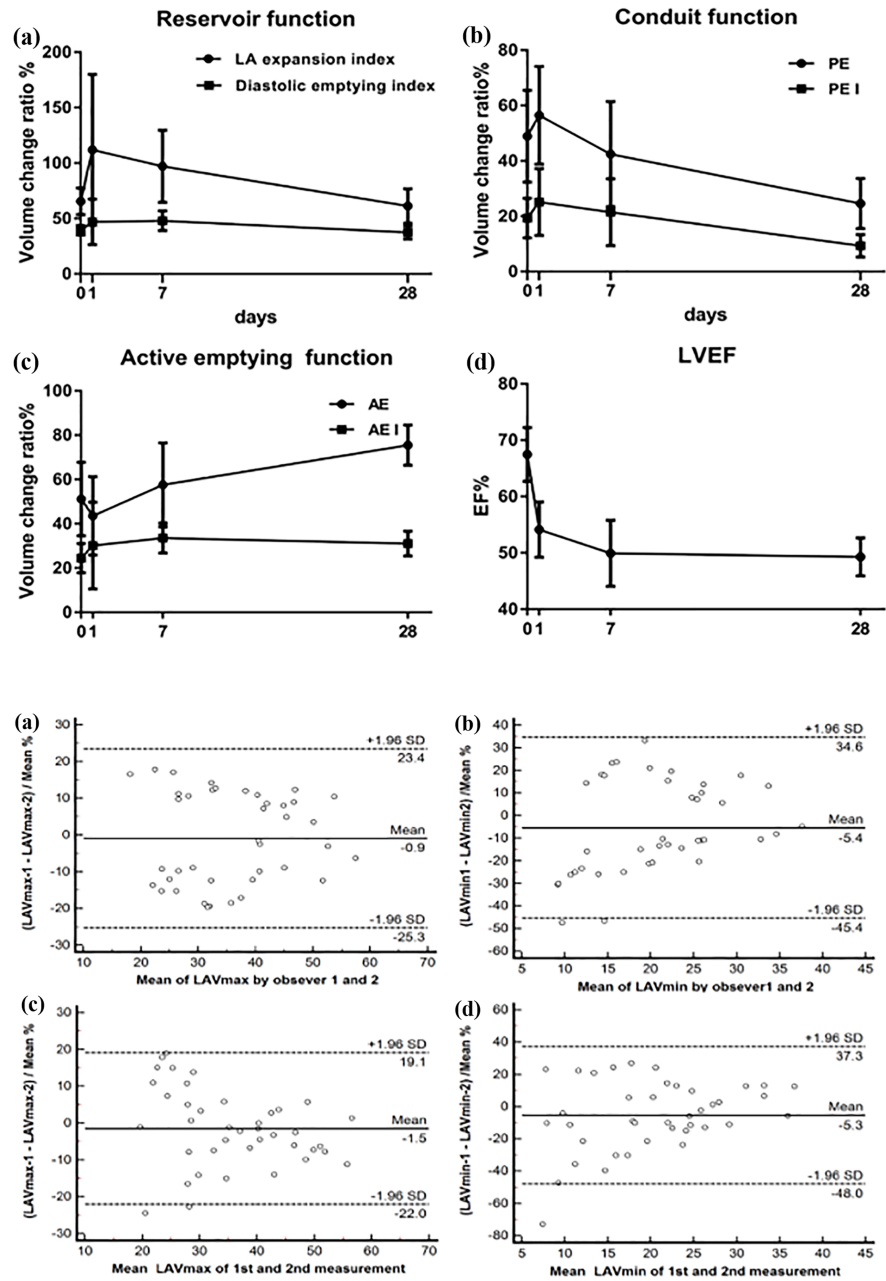 Reservoir function
Conduit function
(a)
(b)
200
150
100
50
0
Volume change ratio %
LA expansion index
Diastolic emptying index
0 1 7 28
days
80
60
40
20
0
Volume change ratio%
PE
PE I
0 1 7 28
days
(c)
Active emptying function
(d)
LVEF
100
80
60
40
20
0
Volume change ratio%
AE
AE I
0 1 7 28
80
70
60
50
40
EF%
0 1 7 28
(a)
30
20
10
0
-10
-20
-30
(LAVmax-1 - LAVmax-2) / Mean %
+1.96 SD
23.4
Mean
-0.9
-1.96 SD
-25.3
10 20 30 40 50 60 70
Mean of LAVmax by obsever 1 and 2
(b)
40
30
20
10
0
-10
-20
-30
-40
-50
-60
(LAVmin1 - LAVmin2) /Mean %
+1.96 SD
34.6
Mean
-5.4
-1.96 SD
-45.4
5 10 15 20 25 30 35 40 45
Mean of LAVmin by obsever1 and 2
(c)
30
20
10
0
-10
-20
-30
(LAVmax-1 - LAVmax-2) / Mean %
+1.96 SD
19.1
Mean
-1.5
-1.96 SD
-22.0
10 20 30 40 50 60 70
Mean LAVmax of 1st and 2nd measurement
(d)
60
40
20
0
-20
-40
-60
-80
(LAVmin-1 - LAVmin-2) / Mean %
+1.96 SD
37.3
Mean
-5.3
-1.96 SD
-48.0
5 10 15 20 25 30 35 40 45
Mean LAVmin of 1st and 2nd measurement